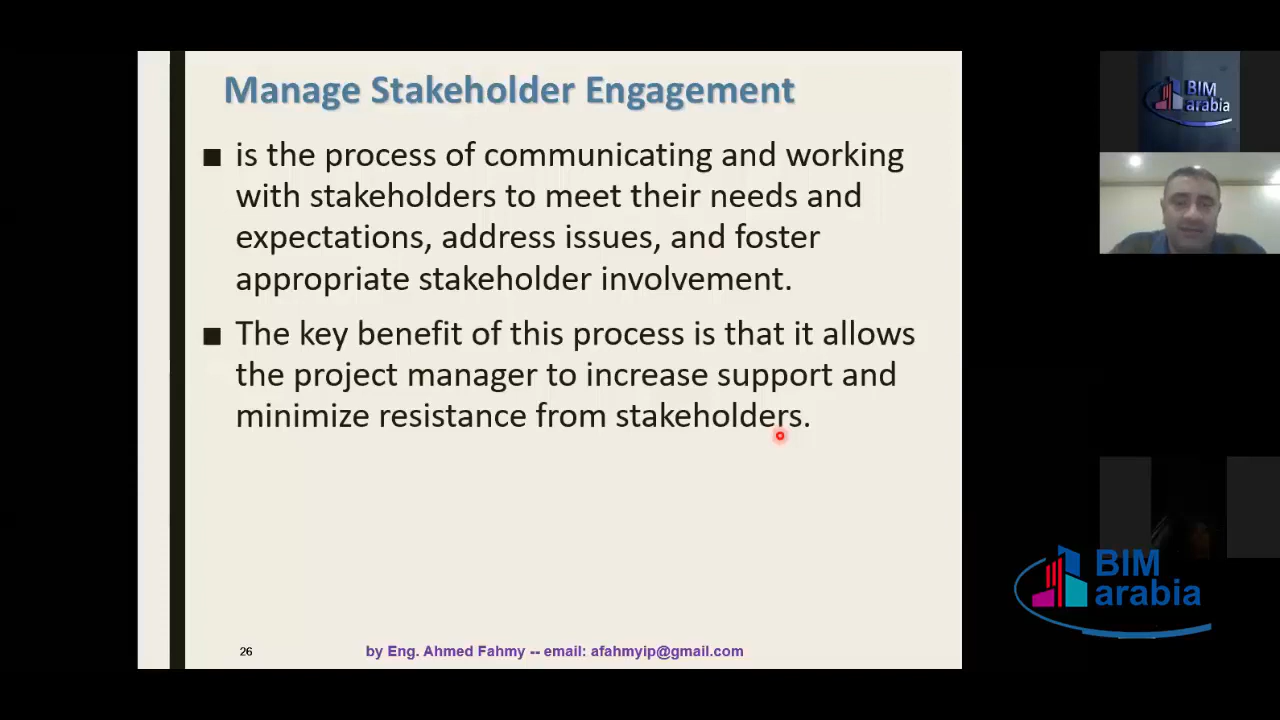 Manage Stakeholder Engagement
■ is the process of communicating and working
with stakeholders to meet their needs and
expectations, address issues, and foster
appropriate stakeholder involvement.
■ The key benefit of this process is that it allows
the project manager to increase support and
minimize resistance from stakeholders.
26
by Eng. Ahmed Fahmy -- email: afahmyip@gmail.com
BIM
arabia
BIM
arabia